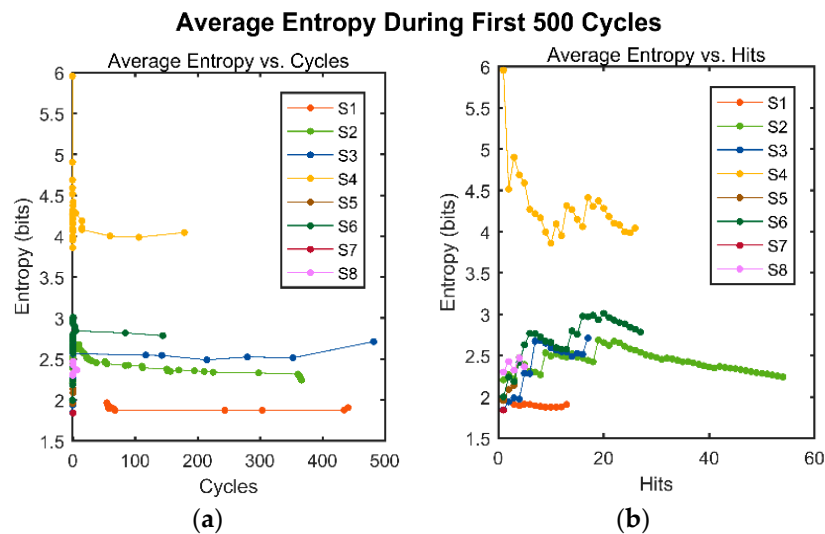 Average Entropy During First 500 Cycles
Average Entropy vs. Cycles
6
5.5
5
4.5
4
3.5
3
2.5
2
1.5
Entropy (bits)
S1
S2
S3
S4
S5
S6
S7
S8
0 100 200 300 400 500
Cycles
(a)
Average Entropy vs. Hits
6
5.5
5
4.5
4
3.5
3
2.5
2
1.5
Entropy (bits)
S1
S2
S3
S4
S5
S6
S7
S8
0 20 40 60
Hits
(b)